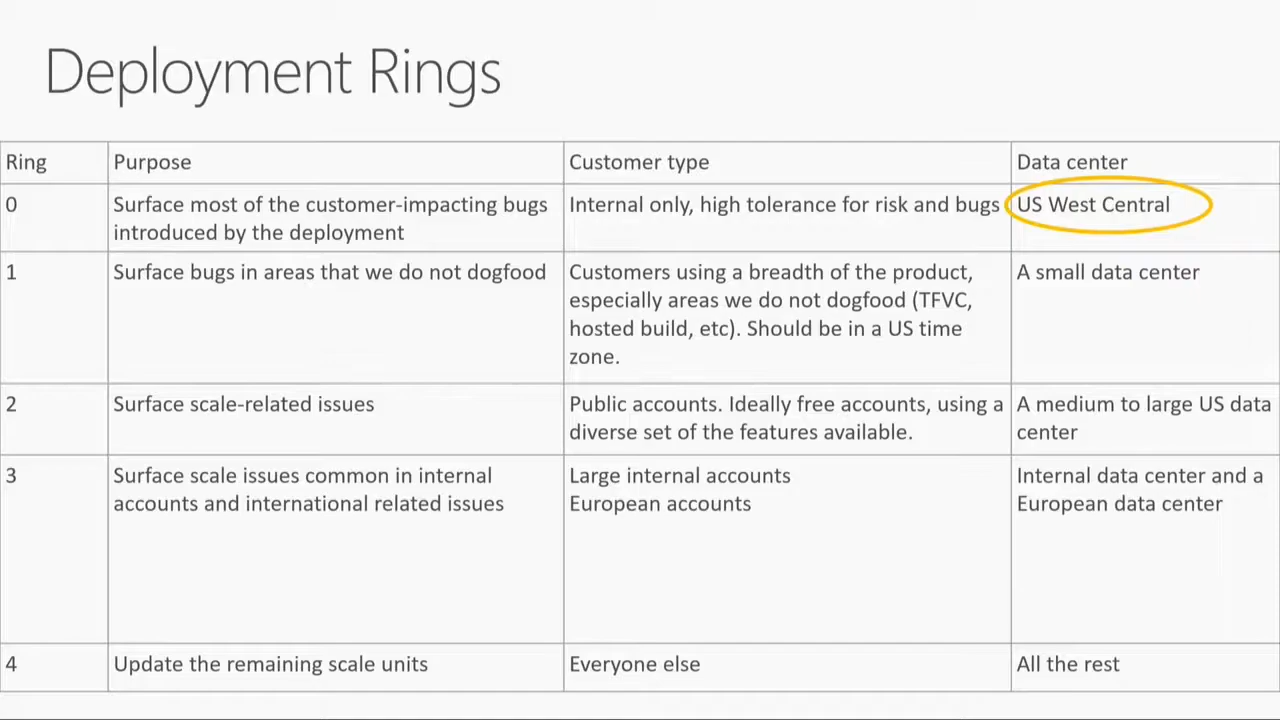 Deployment Rings
Ring Purpose Customer type Data center
0 Surface most of the customer-impacting bugs introduced by the deployment Internal only, high tolerance for risk and bugs US West Central
1 Surface bugs in areas that we do not dogfood Customers using a breadth of the product, especially areas we do not dogfood (TFVC, hosted build, etc). Should be in a US time zone. A small data center
2 Surface scale-related issues Public accounts. Ideally free accounts, using a diverse set of the features available. A medium to large US data center
3 Surface scale issues common in internal accounts and international related issues Large internal accounts European accounts Internal data center and a European data center
4 Update the remaining scale units Everyone else All the rest